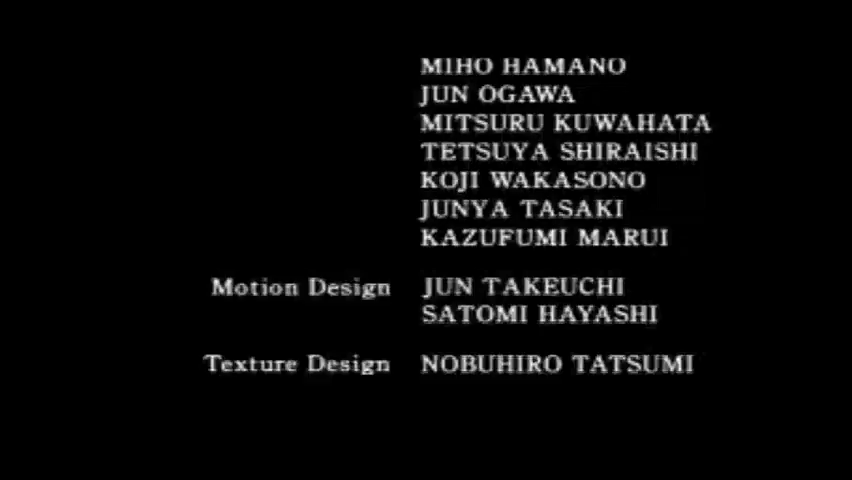 MIHO HAMANO
JUN OGAWA
MITSURU KUWAHATA
TETSUYA SHIRAISHI
KOJI WAKASONO
JUNYA TASAKI
KAZUFUMI MARUI
Motion Design JUN TAKEUCHI
SATOMI HAYASHI
Texture Design NOBUHIRO TATSUMI